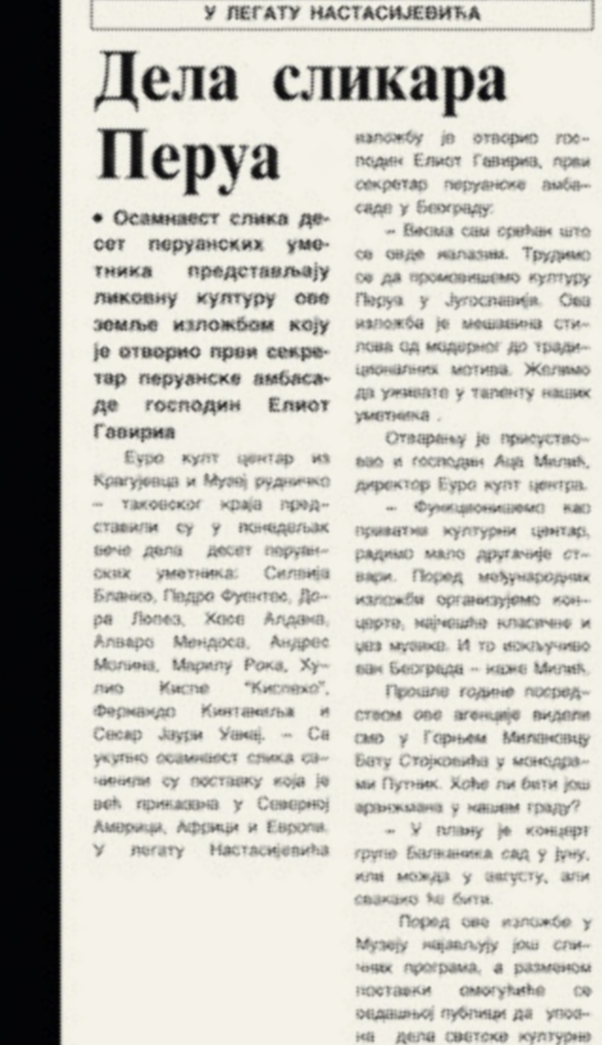 У ЛЕГАТУ НАСТАСИЈЕВИЋА
Дела сликара
Перуа
• Осамнаест слика де-
сет перуанских уме-
тника представљају
ликовну културу ове
земље изложбом коју
је отворио први секре-
тар перуанске амбаса-
де господин Елиот
Гавириа
Еуро култ центар из
Крагујевца и Музеј рудничко
– таковског краја пред-
ставили су у понедељак
вече дела десет перуан-
ских уметника: Силвија
Бланко, Педро Фуентес, До-
ра Лопез, Хосе Алдана,
Алваро Мендоса, Андрес
Молина, Марилу Рока, Ху-
лио Киспе "Киспехо",
Фернандо Кинтаниља и
Сесар Јаури Уанај. – Са
укупно осамнаест слика са-
чинили су поставку која је
већ приказана у Северној
Америци, Африци и Европи.
У легату Настасијевића
изложбу је отворио гос-
подин Елиот Гавириа, први
секретар перуанске амба-
саде у Београду:
– Веома сам срећан што
се овде налазим. Трудимо
се да промовишемо културу
Перуа у Југославији. Ова
изложба је мешавина сти-
лова од модерног до тради-
ционалних мотива. Желимо
да уживате у таленту наших
уметника .
Отварању је присуство-
вао и господин Аца Милић,
директор Еуро култ центра.
– Функционишемо као
приватни културни центар,
радимо мало другачије ст-
вари. Поред међународних
изложби организујемо кон-
церте, најчешће класичне и
џез музике. И то искључиво
ван Београда – каже Милић.
Прошле године посред-
ством ове агенције видели
смо у Горњем Милановцу
Бату Стојковића у монодра-
ми Путник. Хоће ли бити још
аранжмана у нашем граду?
– У плану је концерт
групе Балканика сад у јуну,
или можда у августу, али
свакако ће бити.
Поред ове изложбе у
Музеју најављују још сли-
чних програма, а разменом
поставки омогућиће се
овдашњој публици да упоз-
на дела светске културне